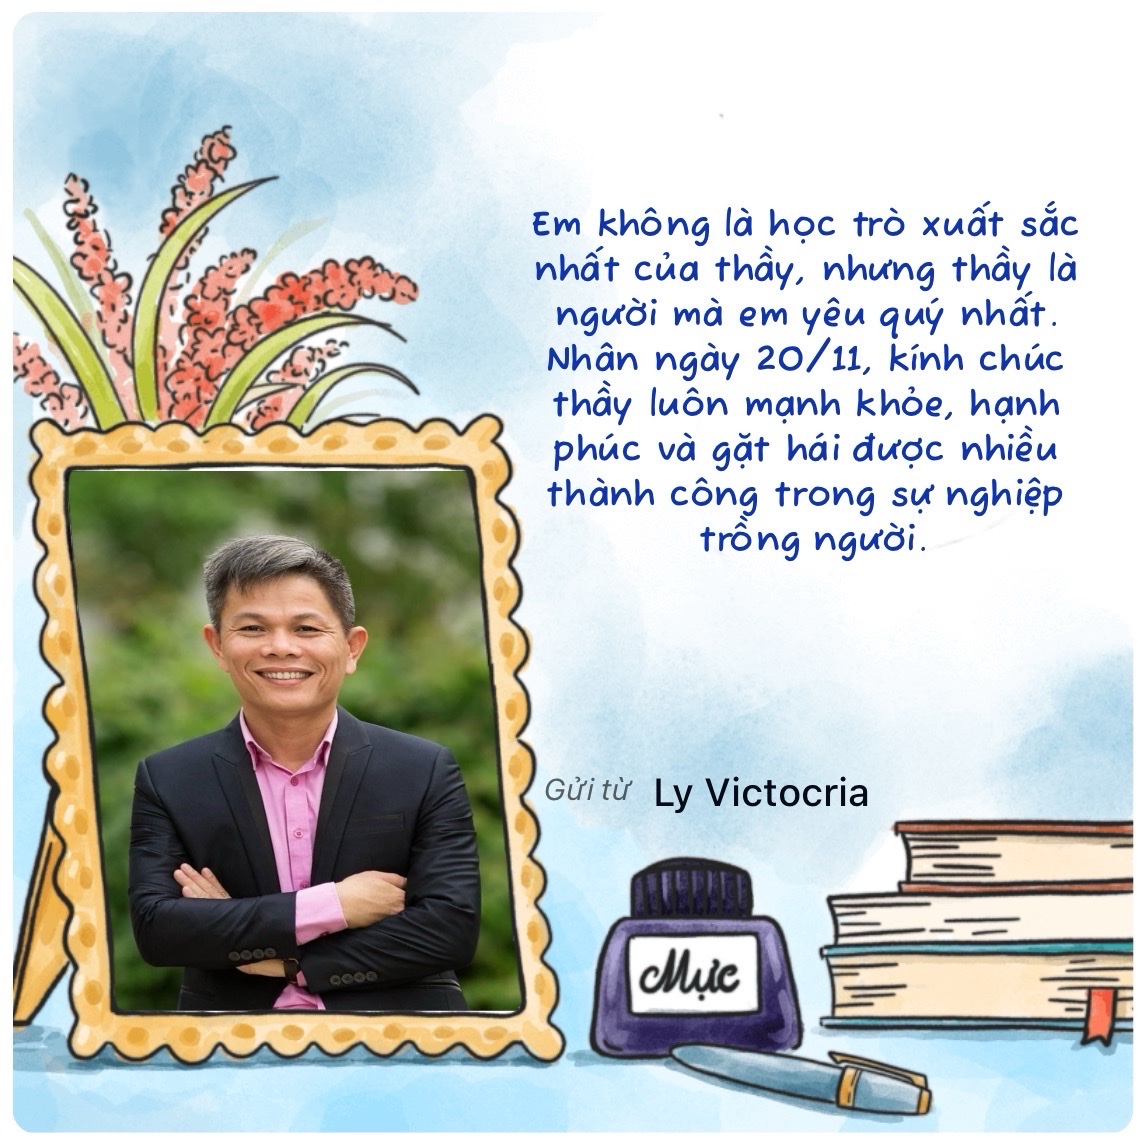 Em không là học trò xuất sắc
nhất của thầy, nhưng thầy là
người mà em yêu quý nhất.
Nhân ngày 20/11, kính chúc
thầy luôn mạnh khỏe, hạnh
phúc và gặt hái được nhiều
thành công trong sự nghiệp
trồng người.
Gửi từ Ly Victocria
Mực